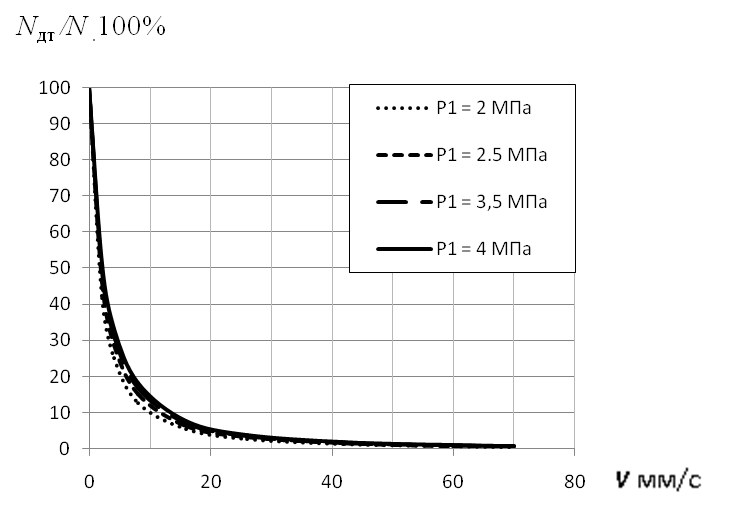 Nдт /N .100%
100
90
80
70
60
50
40
30
20
10
0
P1 = 2 МПа
P1 = 2.5 МПа
P1 = 3,5 МПа
P1 = 4 МПа
0 20 40 60 80
V мм/с